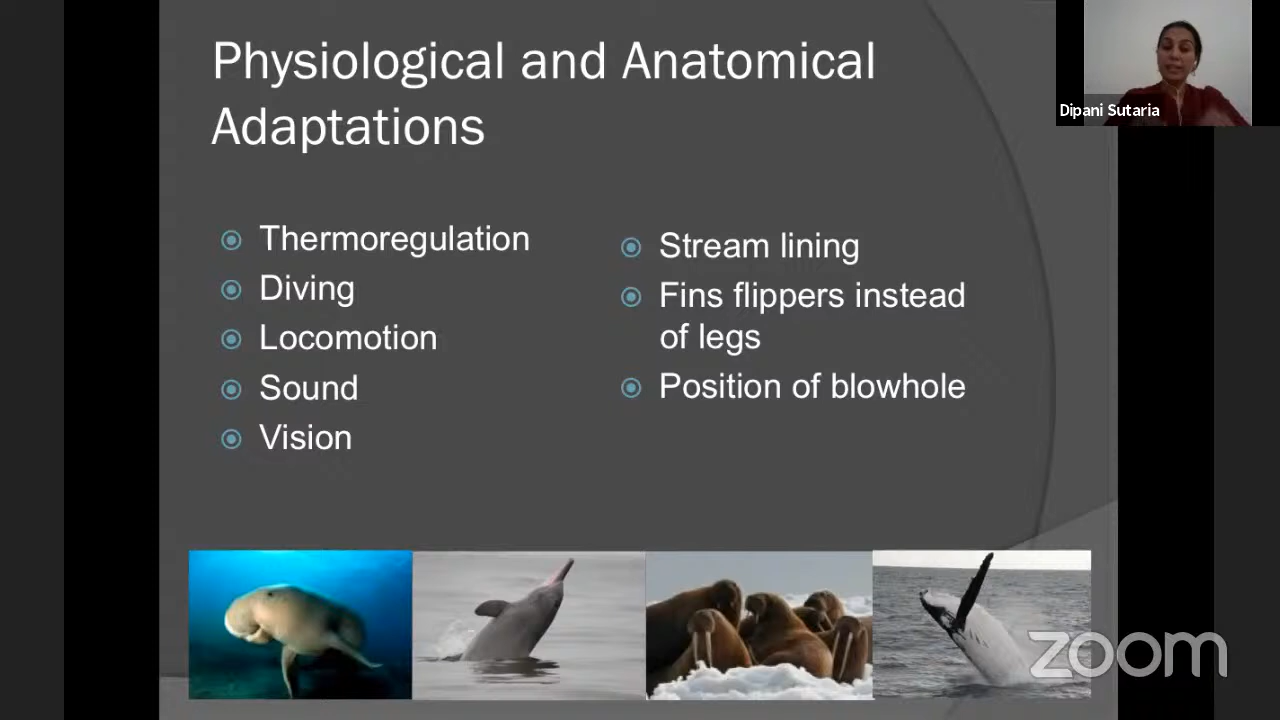 Physiological and Anatomical
Adaptations
Dipani Sutaria
Thermoregulation
Diving
Locomotion
Sound
Vision
Stream lining
Fins flippers instead
of legs
Position of blowhole
zoom